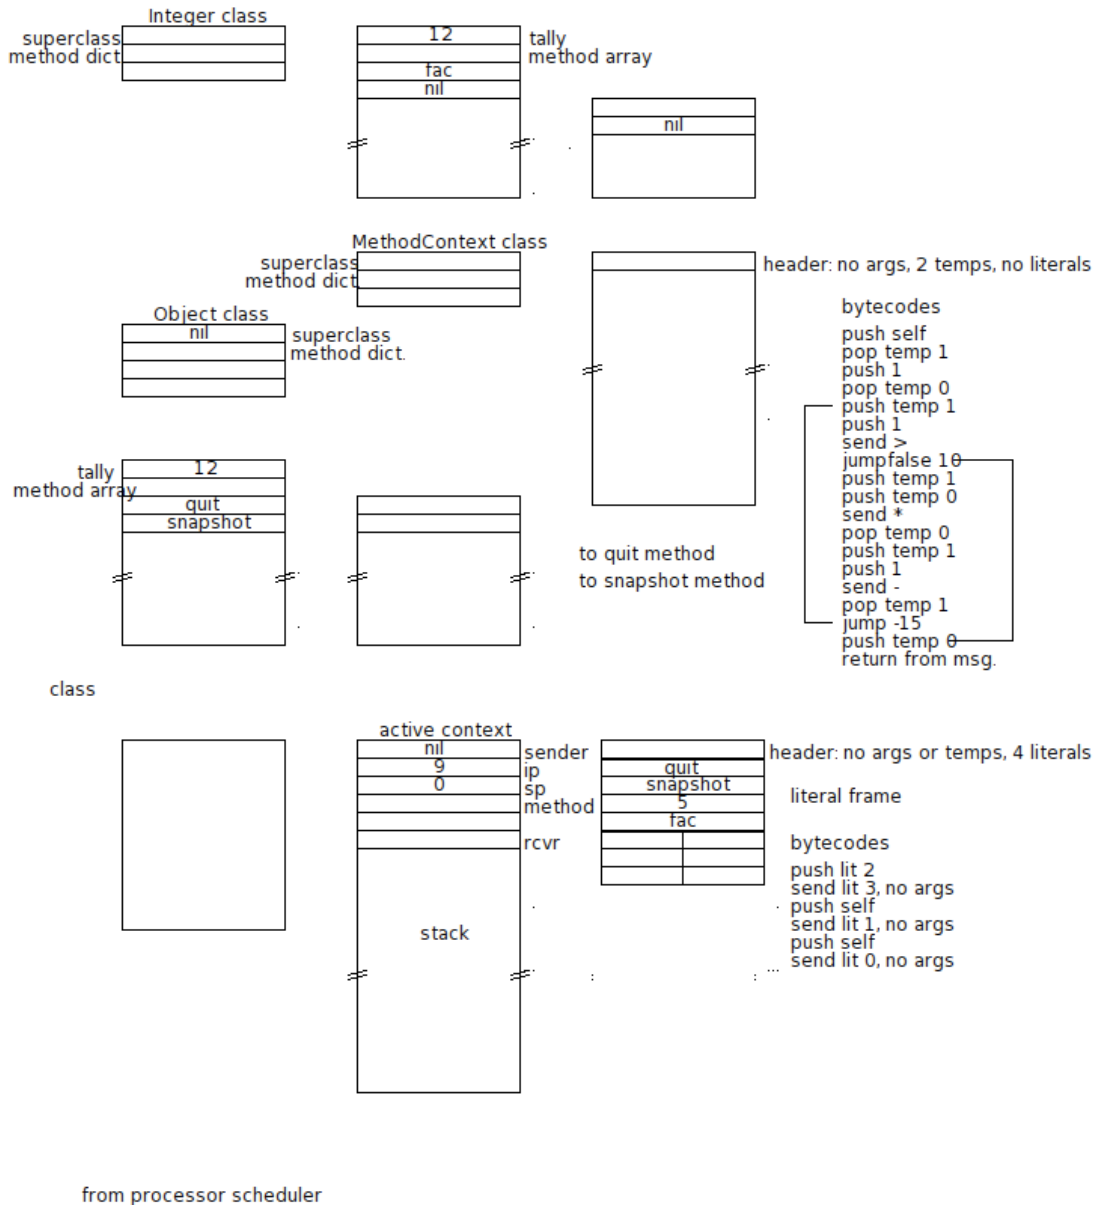 Integer class
superclass
method dict
12
tally
method array
fac
nil
nil
MethodContext class
superclass
method dict
header: no args, 2 temps, no literals
bytecodes
push self
pop temp 1
push 1
pop temp 0
push temp 1
push 1
send >
jumpfalse 10
push temp 1
push temp 0
send *
pop temp 0
push temp 1
push 1
send -
pop temp 1
jump -15
push temp 0
return from msg.
Object class
nil
superclass
method dict.
tally
method array
12
quit
snapshot
to quit method
to snapshot method
class
active context
nil
sender
9
ip
0
sp
method
rcvr
stack
header: no args or temps, 4 literals
quit
snapshot
5
fac
literal frame
bytecodes
push lit 2
send lit 3, no args
push self
send lit 1, no args
push self
send lit 0, no args
from processor scheduler